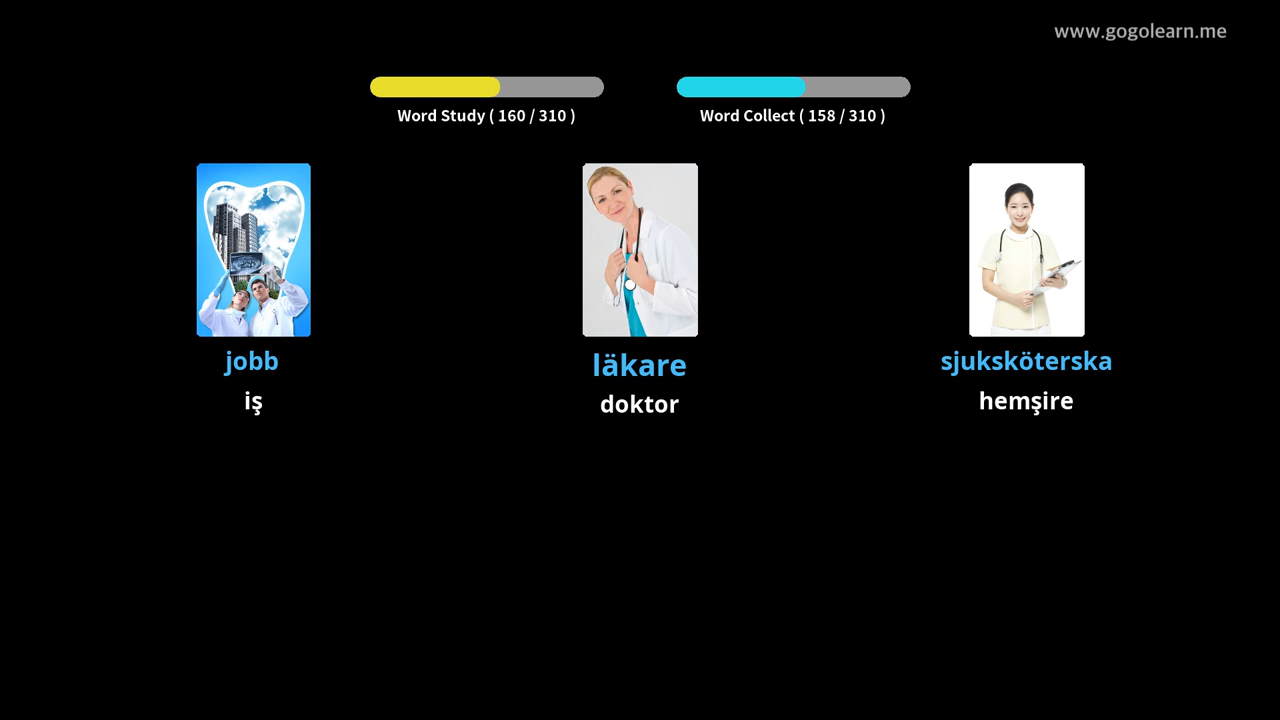 www.gogolearn.me
Word Study ( 160 / 310 )
Word Collect ( 158 / 310 )
jobb
läkare
sjuksköterska
iş
doktor
hemşire